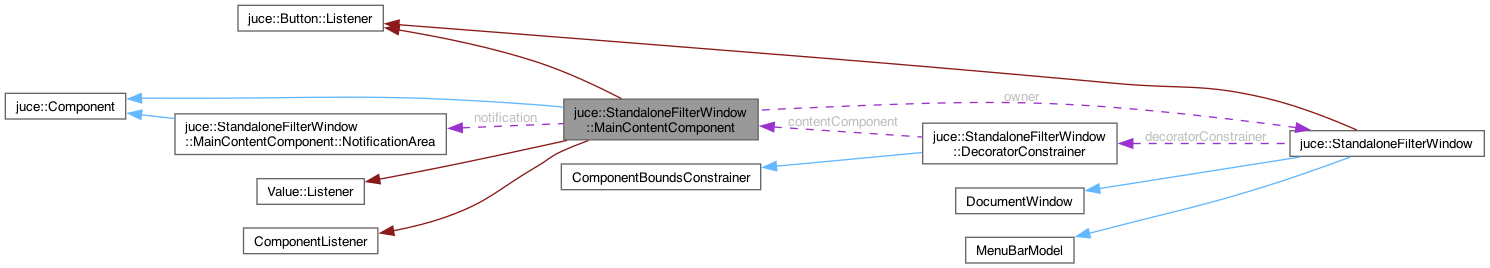 juce::Button::Listener
juce::Component
juce::StandaloneFilterWindow
::MainContentComponent
owner
notification
contentComponent
juce::StandaloneFilterWindow
::MainContentComponent::NotificationArea
juce::StandaloneFilterWindow
::DecoratorConstrainer
decoratorConstrainer
juce::StandaloneFilterWindow
Value::Listener
ComponentBoundsConstrainer
DocumentWindow
ComponentListener
MenuBarModel